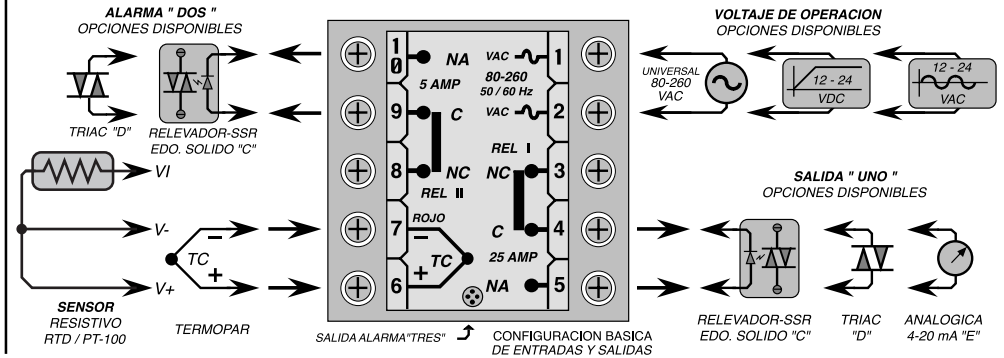 ALARMA " DOS "
OPCIONES DISPONIBLES
TRIAC "D"
RELEVADOR-SSR
EDO. SOLIDO "C"
VI
V-
TC
V+
SENSOR
RESISTIVO
RTD / PT-100
TERMOPAR
10
NA
5 AMP
9
C
8
NC
REL II
7
ROJO
−
+
TC
6
VAC
1
80-260
50 / 60 Hz
VAC
2
REL I
NC
3
C
4
25 AMP
NA
5
SALIDA ALARMA"TRES"
CONFIGURACION BASICA
DE ENTRADAS Y SALIDAS
VOLTAJE DE OPERACION
OPCIONES DISPONIBLES
UNIVERSAL
80-260
VAC
12 - 24
VDC
12 - 24
VAC
SALIDA " UNO "
OPCIONES DISPONIBLES
RELEVADOR-SSR
EDO. SOLIDO "C"
TRIAC
"D"
ANALOGICA
4-20 mA "E"